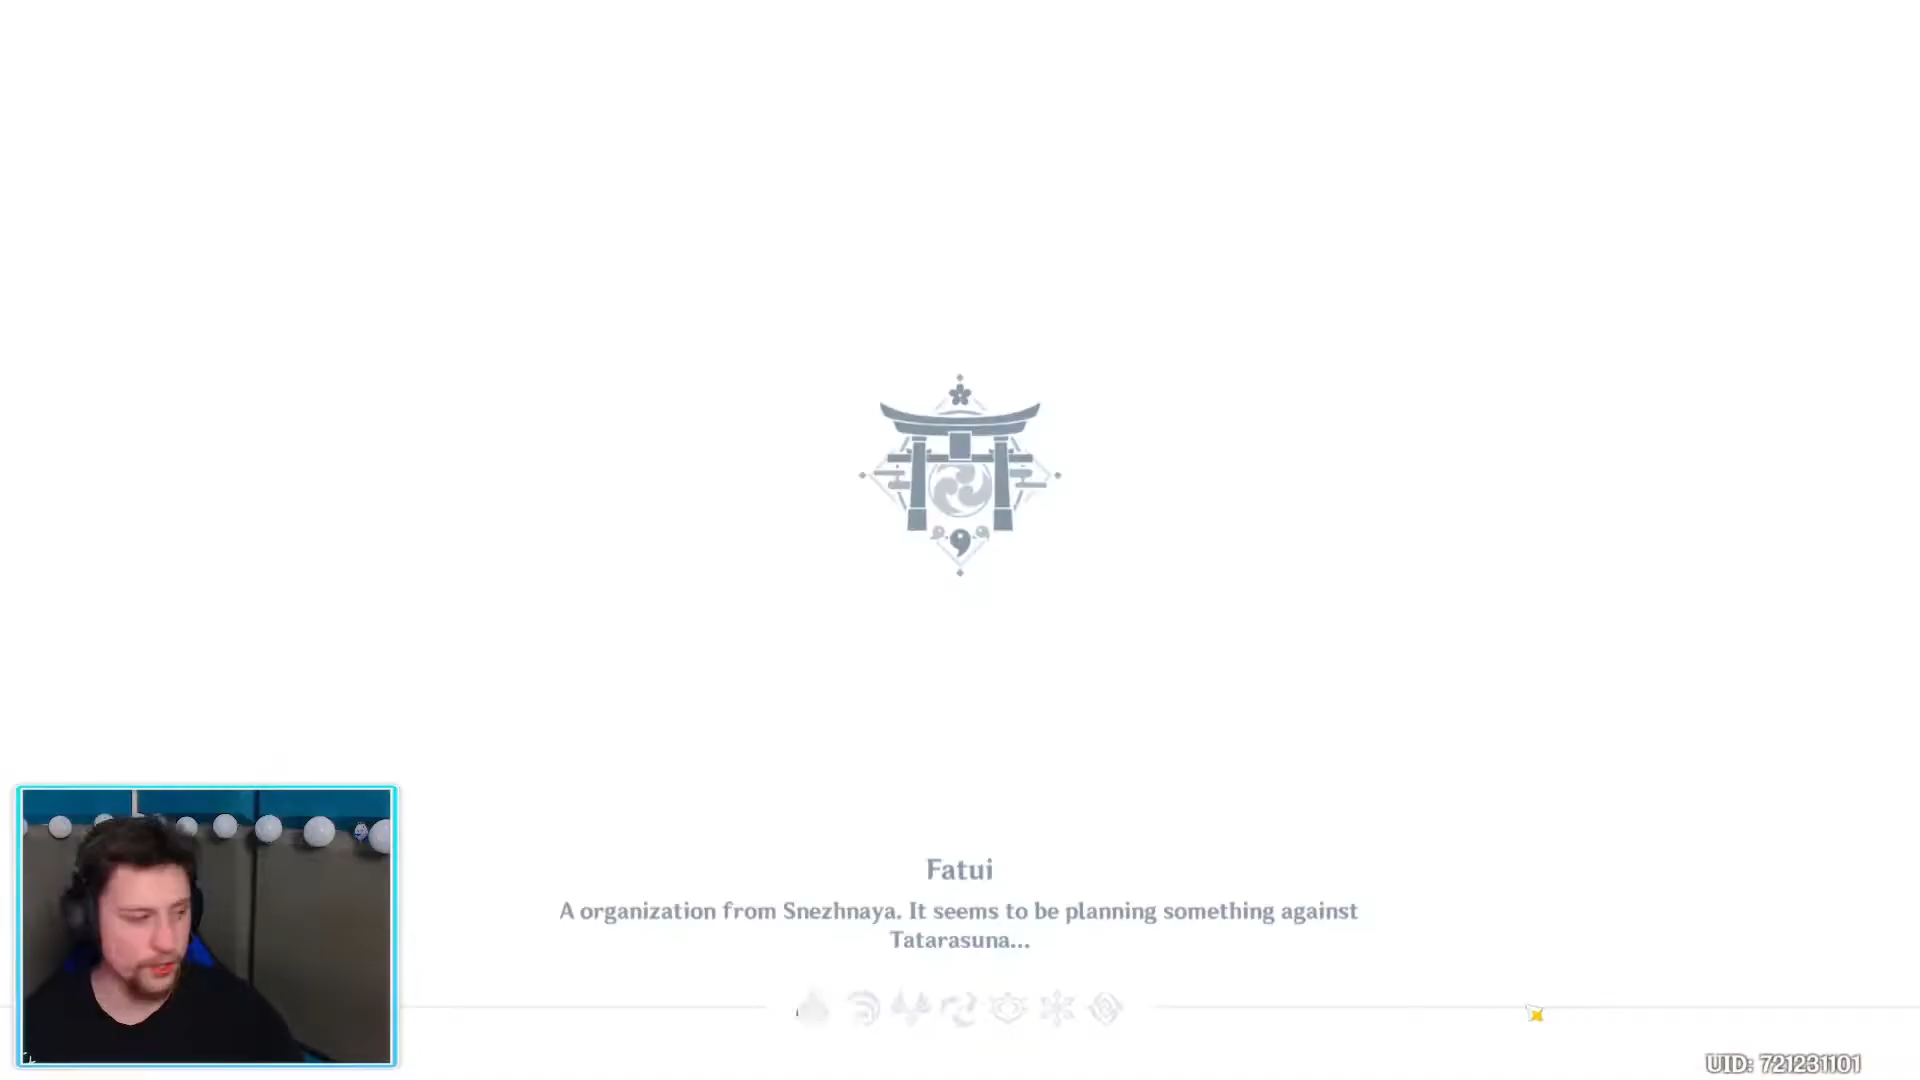 Fatui
A organization from Snezhnaya. It seems to be planning something against
Tatarasuna...
UID: 721231101